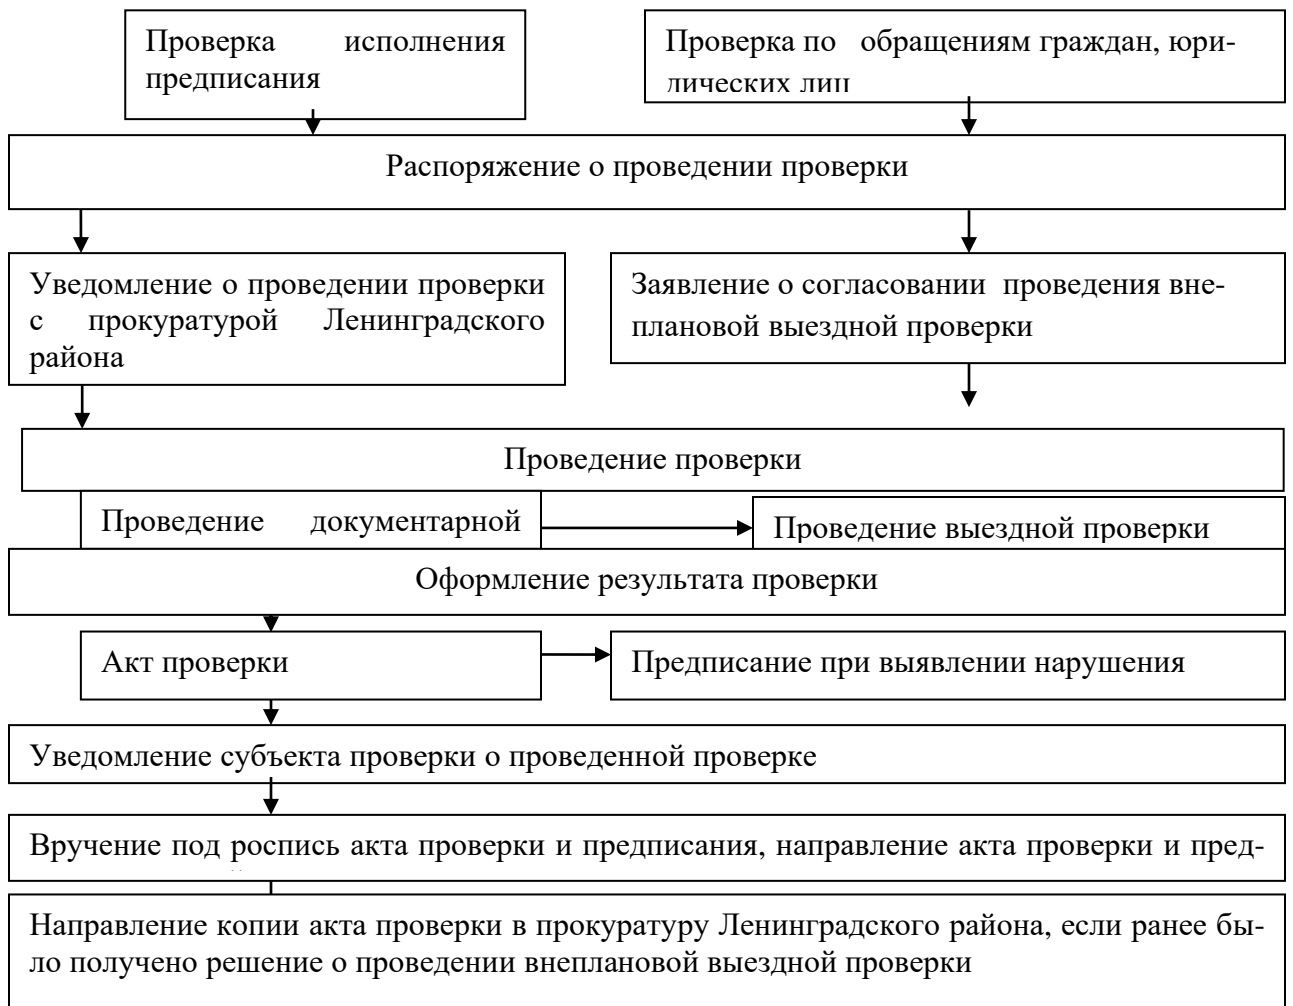 Проверка исполнения
предписания
Проверка по обращениям граждан, юри-
дических лиц
Распоряжение о проведении проверки
Уведомление о проведении проверки
с прокуратурой Ленинградского
района
Заявление о согласовании проведения вне-
плановой выездной проверки
Проведение проверки
Проведение документарной
Проведение выездной проверки
Оформление результата проверки
Акт проверки
Предписание при выявлении нарушения
Уведомление субъекта проверки о проведенной проверке
Вручение под роспись акта проверки и предписания, направление акта проверки и пред-
Направление копии акта проверки в прокуратуру Ленинградского района, если ранее бы-
ло получено решение о проведении внеплановой выездной проверки